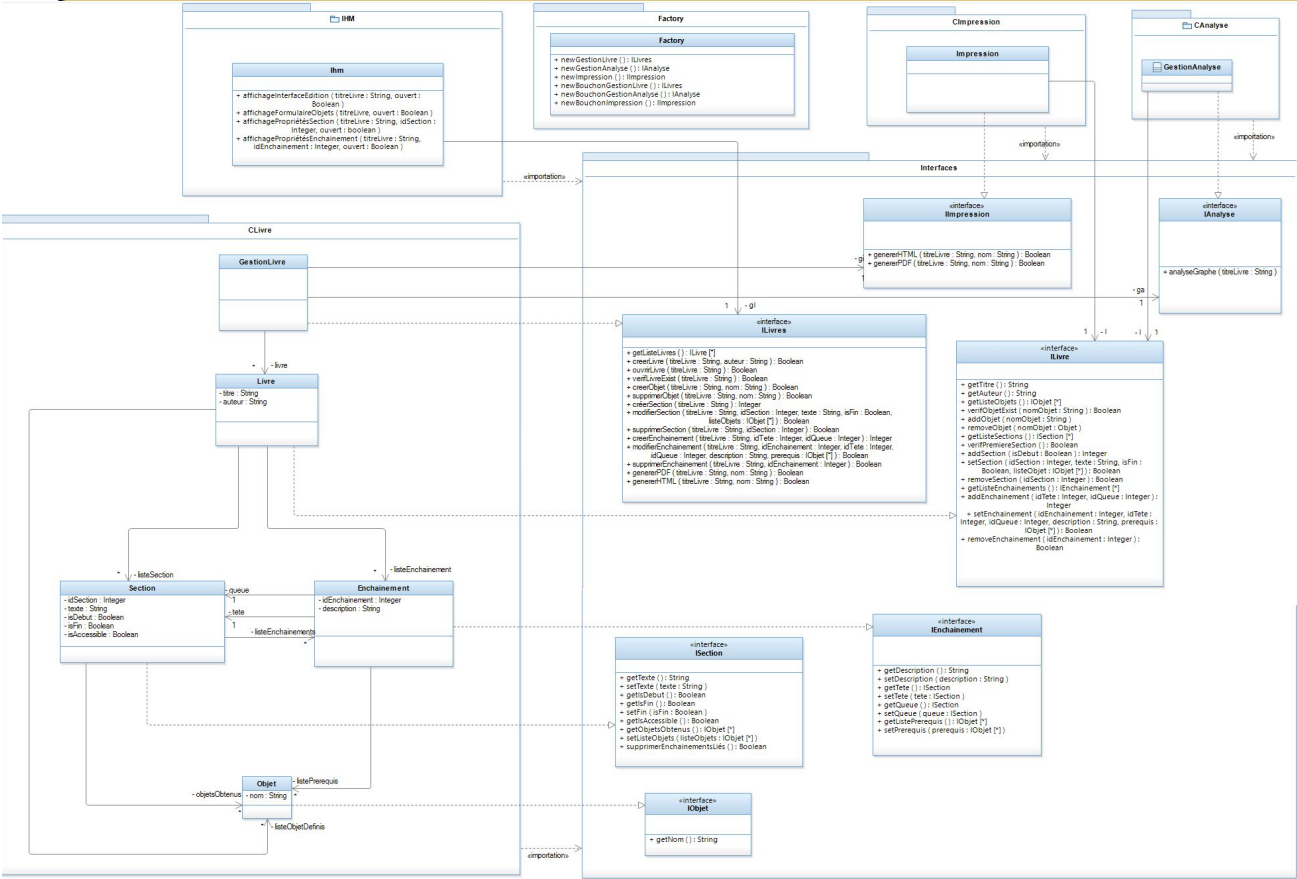 IHM
Ihm
+ affichageInterfaceEdition ( titreLivre : String, ouvert :
Boolean )
+ affichageFormulaireObjets ( titreLivre, ouvert : Boolean )
+ affichagePropriétésSection ( titreLivre : String, idSection :
Integer, ouvert : boolean )
+ affichagePropriétésEnchainement ( titreLivre : String,
idEnchainement : Integer, ouvert : Boolean )
Factory
Factory
+ newGestionLivre ( ) : ILivres
+ newGestionAnalyse ( ) : IAnalyse
+ newImpression ( ) : IImpression
+ newBouchonGestionLivre ( ) : ILivres
+ newBouchonGestionAnalyse ( ) : IAnalyse
+ newBouchonImpression ( ) : IImpression
CImpression
Impression
CAnalyse
GestionAnalyse
«importation»
«importation»
«importation»
Interfaces
«interface»
IImpression
+ genererHTML ( titreLivre : String, nom : String ) : Boolean
+ genererPDF ( titreLivre : String, nom : String ) : Boolean
«interface»
IAnalyse
+ analyseGraphe ( titreLivre : String )
CLivre
GestionLivre
- gi
1
- ga
1
1 - gl
«interface»
ILivres
+ getListeLivres ( ) : ILivre [*]
+ creerLivre ( titreLivre : String, auteur : String ) : Boolean
+ ouvrirLivre ( titreLivre : String ) : Boolean
+ verifLivreExist ( titreLivre : String ) : Boolean
+ creerObjet ( titreLivre : String, nom : String ) : Boolean
+ supprimerObjet ( titreLivre : String, nom : String ) : Boolean
+ créerSection ( titreLivre : String ) : Integer
+ modifierSection ( titreLivre : String, idSection : Integer, texte : String, isFin : Boolean,
listeObjets : IObjet [*] ) : Boolean
+ supprimerSection ( titreLivre : String, idSection : Integer ) : Boolean
+ creerEnchainement ( titreLivre : String, idTete : Integer, idQueue : Integer ) : Integer
+ modifierEnchainement ( titreLivre : String, idEnchainement : Integer, idTete : Integer,
idQueue : Integer, description : String, prerequis : IObjet [*] ) : Boolean
+ supprimerEnchainement ( titreLivre : String, idEnchainement : Integer ) : Boolean
+ genererPDF ( titreLivre : String, nom : String ) : Boolean
+ genererHTML ( titreLivre : String, nom : String ) : Boolean
1 - l
- l 1
«interface»
ILivre
+ getTitre ( ) : String
+ getAuteur ( ) : String
+ getListeObjets ( ) : IObjet [*]
+ verifObjetExist ( nomObjet : String ) : Boolean
+ addObjet ( nomObjet : String )
+ removeObjet ( nomObjet : Objet )
+ getListeSections ( ) : ISection [*]
+ verifPremiereSection ( ) : Boolean
+ addSection ( isDebut : Boolean ) : Integer
+ setSection ( idSection : Integer, texte : String, isFin :
Boolean, listeObjet : IObjet [*] ) : Boolean
+ removeSection ( idSection : Integer ) : Boolean
+ getListeEnchainements ( ) : IEnchainement [*]
+ addEnchainement ( idTete : Integer, idQueue : Integer ) :
Integer
+ setEnchainement ( idEnchainement : Integer, idTete :
Integer, idQueue : Integer, description : String, prerequis :
IObjet [*] ) : Boolean
+ removeEnchainement ( idEnchainement : Integer ) :
Boolean
* - livre
Livre
- titre : String
- auteur : String
* - listeSection
* - listeEnchainement
Section
- idSection : Integer
- texte : String
- isDebut : Boolean
- isFin : Boolean
- isAccessible : Boolean
- queue
1
- tete
1
- listeEnchainements
*
Enchainement
- idEnchainement : Integer
- description : String
«interface»
ISection
+ getTexte ( ) : String
+ setTexte ( texte : String )
+ getIsDebut ( ) : Boolean
+ getIsFin ( ) : Boolean
+ setFin ( isFin : Boolean )
+ getIsAccessible ( ) : Boolean
+ getObjetsObtenus ( ) : IObjet [*]
+ setListeObjets ( listeObjets : IObjet [*] )
+ supprimerEnchainementsLiés ( ) : Boolean
«interface»
IEnchainement
+ getDescription ( ) : String
+ setDescription ( description : String )
+ getTete ( ) : ISection
+ setTete ( tete : ISection )
+ getQueue ( ) : ISection
+ setQueue ( queue : ISection )
+ getListePrerequis ( ) : IObjet [*]
+ setPrerequis ( prerequis : IObjet [*] )
- objetsObtenus
*
Objet
- nom : String
- listePrerequis
*
* - listeObjetDefinis
«interface»
IObjet
+ getNom ( ) : String
«importation»